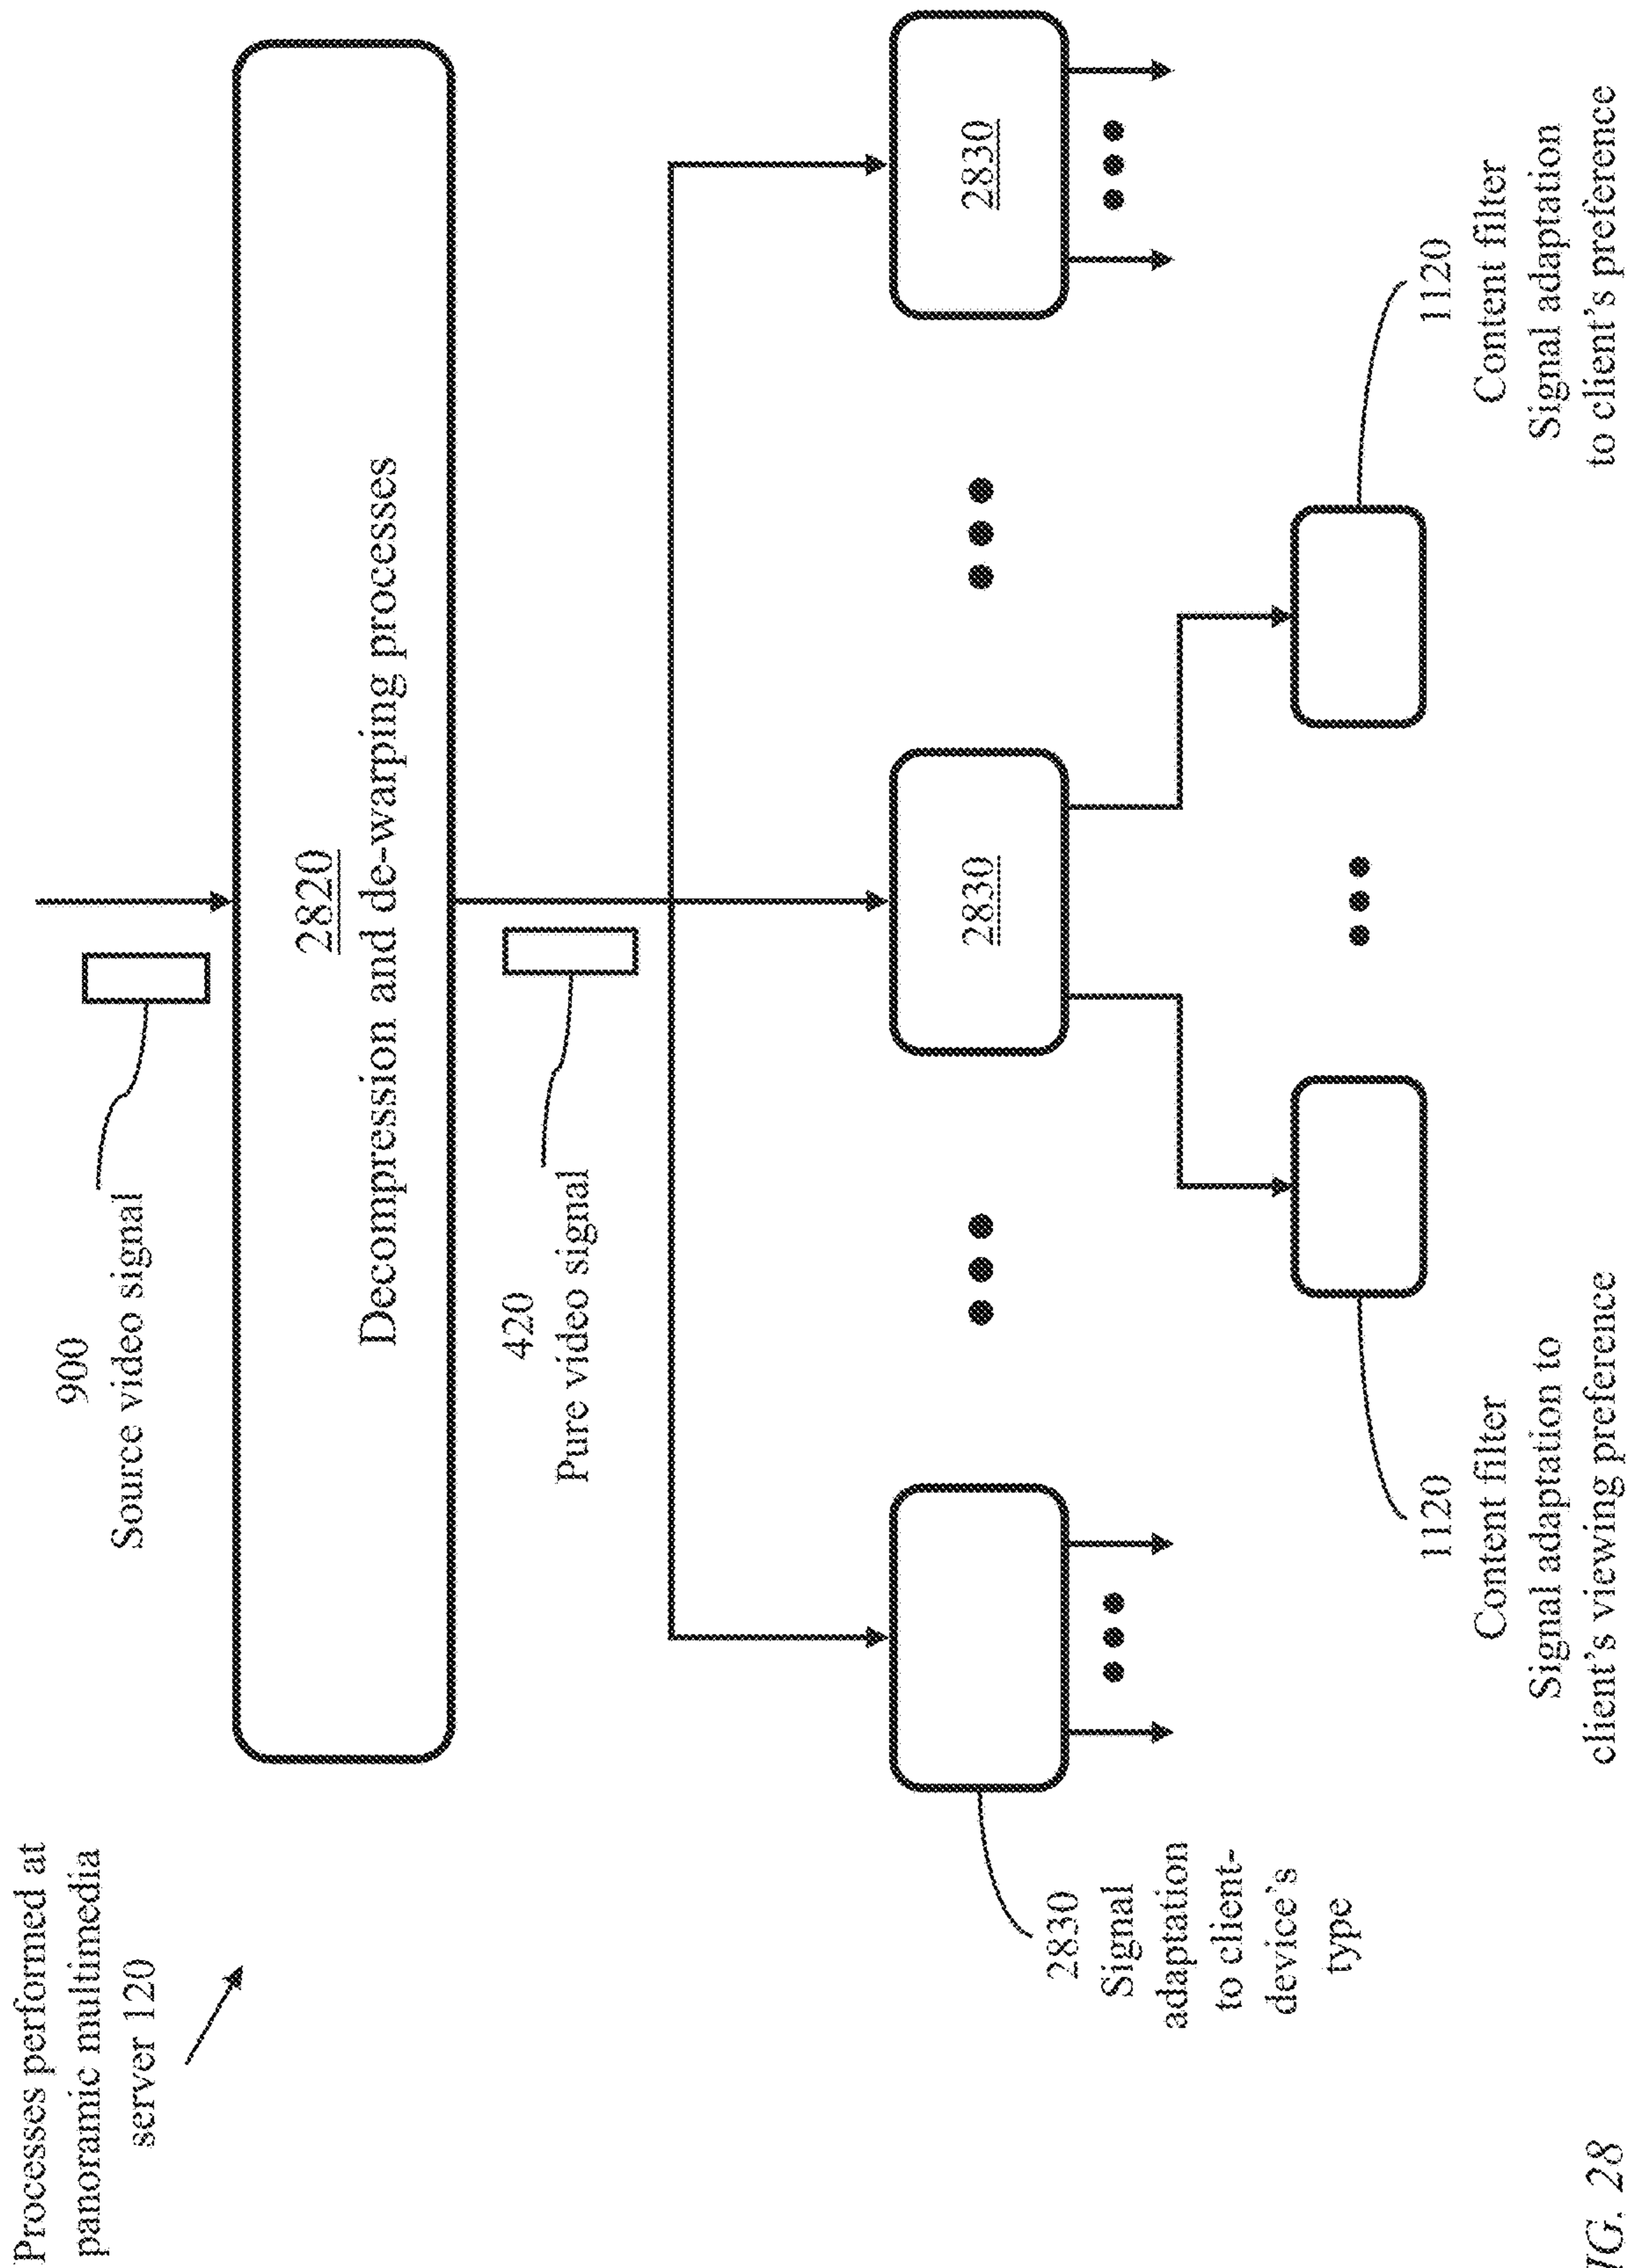 Processes performed at
panoramic multimedia
server 120
900
Source video signal
2820
Decompression and de-warping processes
420
Pure video signal
2830
Signal
adaptation
to client-
device's
type
2830
2830
1120
Content filter
Signal adaptation to
client's viewing preference
1120
Content filter
Signal adaptation
to client's preference
IG. 28